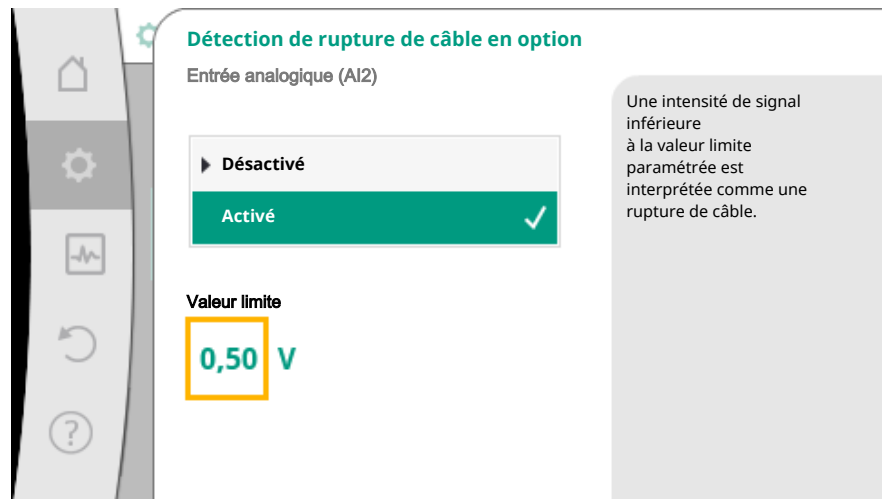 Détection de rupture de câble en option
Entrée analogique (AI2)
Désactivé
Activé
Valeur limite
0,50 V
Une intensité de signal
inférieure
à la valeur limite
paramétrée est
interprétée comme une
rupture de câble.
?